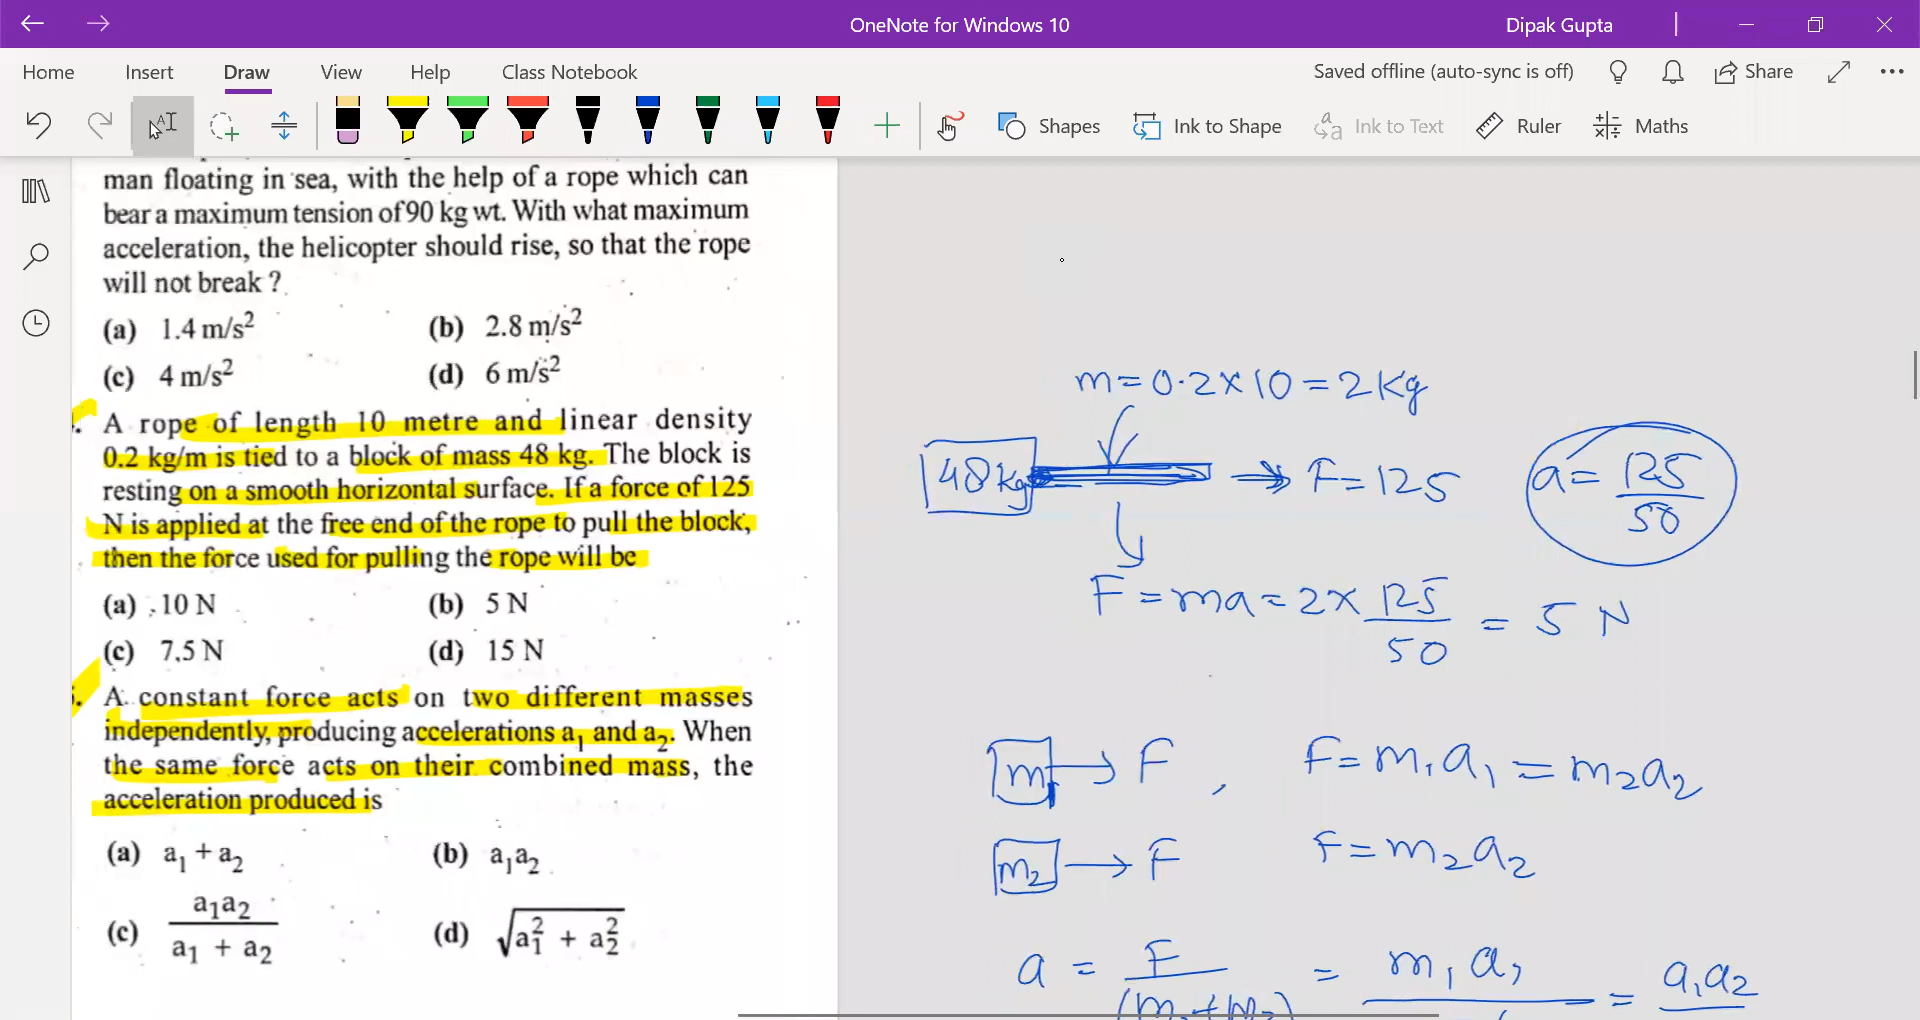 OneNote for Windows 10
Dipak Gupta
Home Insert Draw View Help Class Notebook
Saved offline (auto-sync is off)
Share
Shapes Ink to Shape Ink to Text Ruler Maths
man floating in sea, with the help of a rope which can
bear a maximum tension of 90 kg wt. With what maximum
acceleration, the helicopter should rise, so that the rope
will not break ?
(a) 1.4 m/s² (b) 2.8 m/s²
(c) 4 m/s² (d) 6 m/s²
A rope of length 10 metre and linear density
0.2 kg/m is tied to a block of mass 48 kg. The block is
resting on a smooth horizontal surface. If a force of 125
N is applied at the free end of the rope to pull the block,
then the force used for pulling the rope will be
(a) 10 N (b) 5 N
(c) 7.5 N (d) 15 N
A constant force acts on two different masses
independently, producing accelerations a₁ and a₂. When
the same force acts on their combined mass, the
acceleration produced is
(a) a₁ + a₂ (b) a₁a₂
(c) a₁a₂ / a₁ + a₂ (d) √a₁² + a₂²
m = 0.2 × 10 = 2 Kg
48 Kg → F = 125 a = 125 / 50
F = ma = 2 × 125 / 50 = 5 N
m₁ → F , F = m₁a₁ = m₂a₂
m₂ → F F = m₂a₂
a = F / (m₁+m₂) = m₁a₁ = a₁a₂